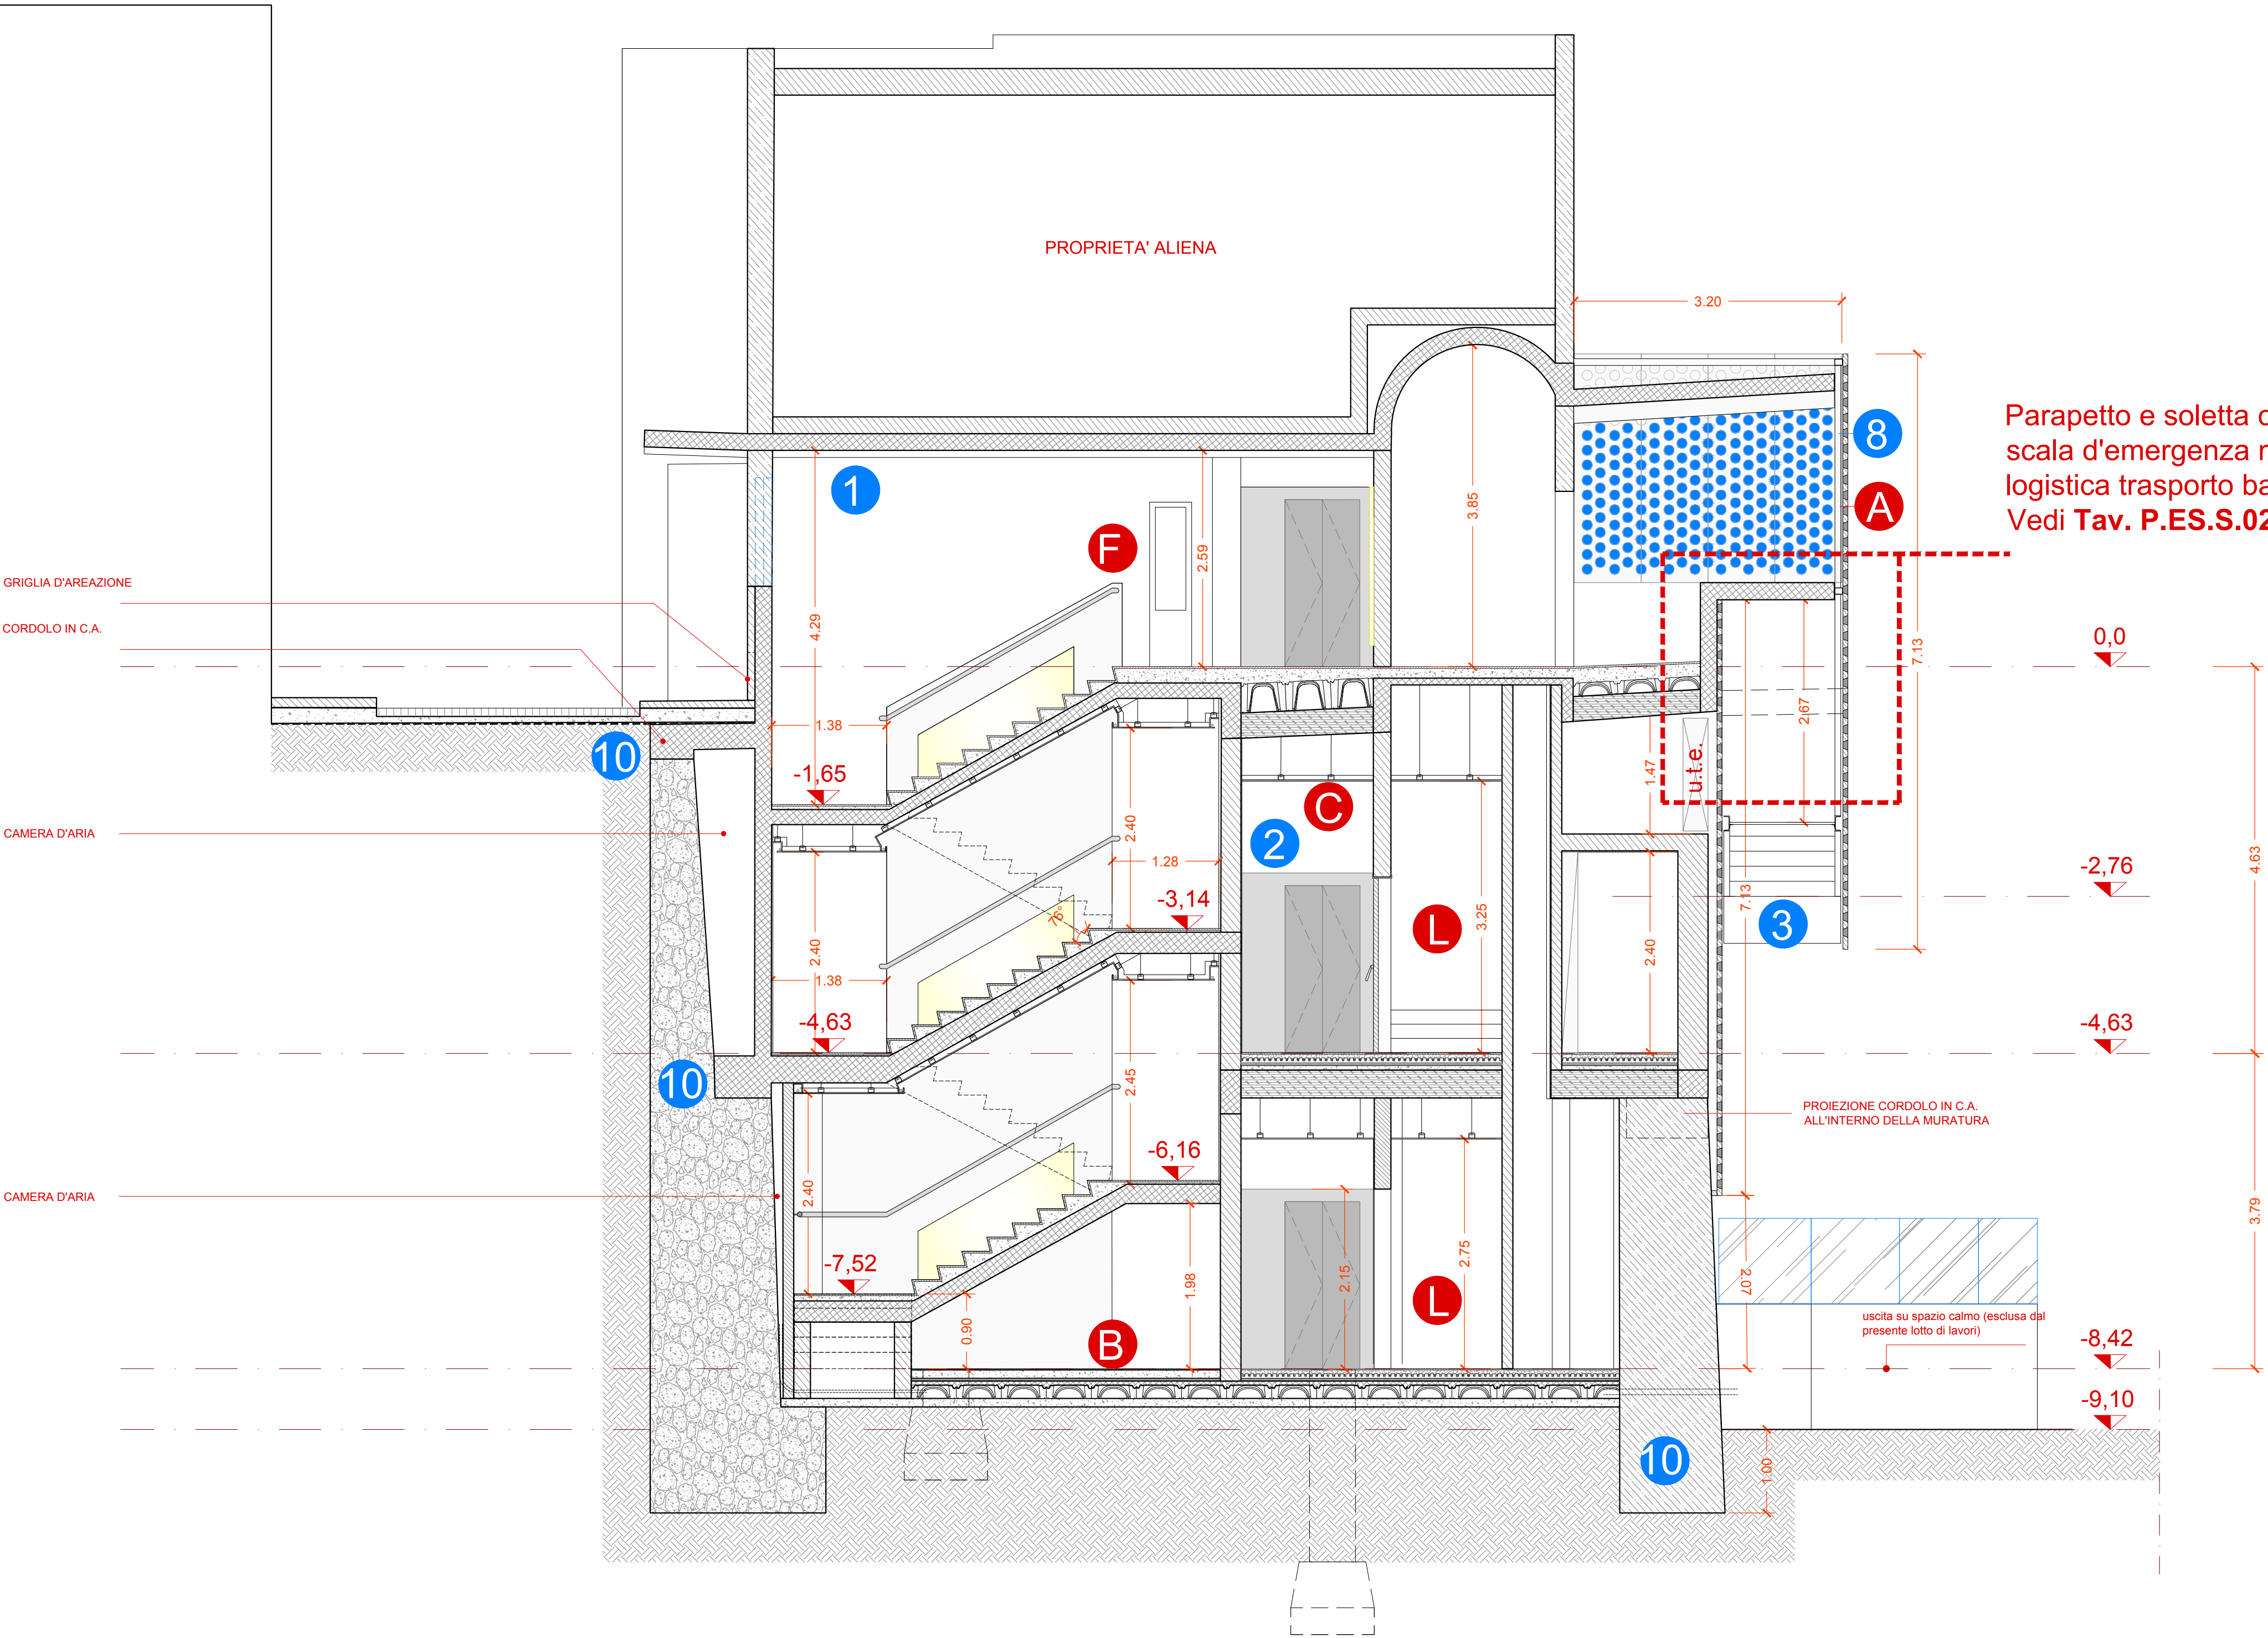 PROPRIETA' ALIENA
3.20
1
8
Parapetto e soletta
scala d'emergenza
logistica trasporto
A
Vedi Tav. P.ES.S.02
F
3.85
2.59
GRIGLIA D'AREAZIONE
4.29
CORDOLO IN C.A.
0,0
7.13
2.67
1.38
10
u.t.e.
1.47
-1,65
C
CAMERA D'ARIA
2.40
2
1.28
4.63
-2,76
-3,14
7.13
76°
L
3.25
3
2.40
2.40
1.38
-4,63
-4,63
10
2.45
PROIEZIONE CORDOLO IN C.A.
ALL'INTERNO DELLA MURATURA
-6,16
CAMERA D'ARIA
2.40
3.79
2.75
-7,52
2.15
1.98
2.07
L
0.90
B
uscita su spazio calmo (esclusa dal
presente lotto di lavori)
-8,42
-9,10
10
1.00